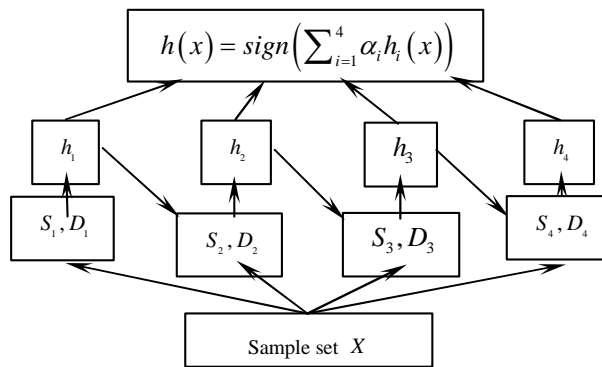 h(x) = sign(∑_{i=1}^{4} α_i h_i(x))
h_1 h_2 h_3 h_4
S_1, D_1 S_2, D_2 S_3, D_3 S_4, D_4
Sample set X